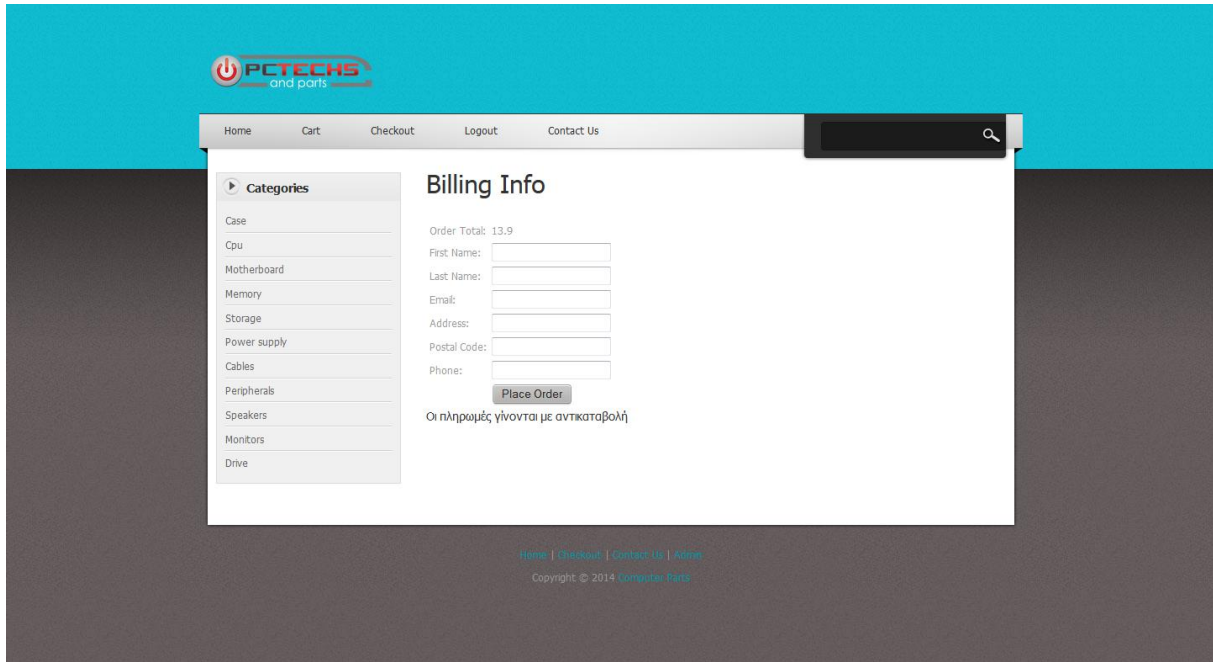 PCTECHS
and parts
Home Cart Checkout Logout Contact Us
Categories
Case
Cpu
Motherboard
Memory
Storage
Power supply
Cables
Peripherals
Speakers
Monitors
Drive
Billing Info
Order Total: 13.9
First Name:
Last Name:
Email:
Address:
Postal Code:
Phone:
Place Order
Οι πληρωμές γίνονται με αντικαταβολή
Home | Checkout | Contact Us | Admin
Copyright © 2014 Computer Parts